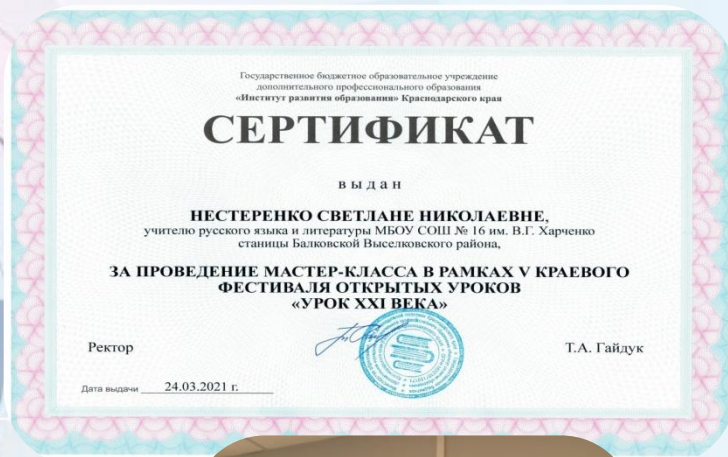 Государственное бюджетное образовательное учреждение
дополнительного профессионального образования
«Институт развития образования» Краснодарского края
СЕРТИФИКАТ
выдан
НЕСТЕРЕНКО СВЕТЛАНЕ НИКОЛАЕВНЕ,
учителю русского языка и литературы МБОУ СОШ № 16 им. В.Г. Харченко
станицы Балковской Выселковского района,
ЗА ПРОВЕДЕНИЕ МАСТЕР-КЛАССА В РАМКАХ V КРАЕВОГО
ФЕСТИВАЛЯ ОТКРЫТЫХ УРОКОВ
«УРОК XXI ВЕКА»
Ректор Т.А. Гайдук
Дата выдачи 24.03.2021 г.